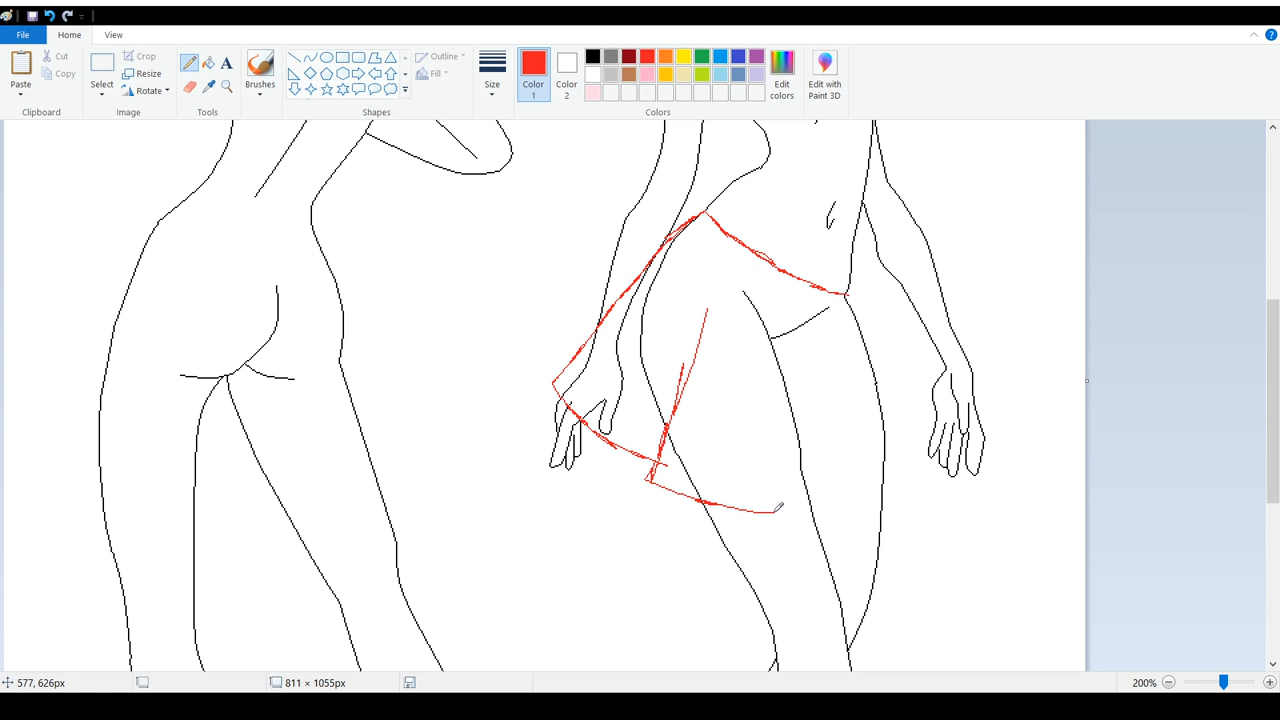 File
Home
View
Paste
Cut
Copy
Clipboard
Select
Crop
Resize
Rotate
Image
A
Tools
Brushes
Outline
Fill
Shapes
Size
Color 1
Color 2
Edit colors
Colors
Edit with Paint 3D
?
577, 626px
811 × 1055px
200%